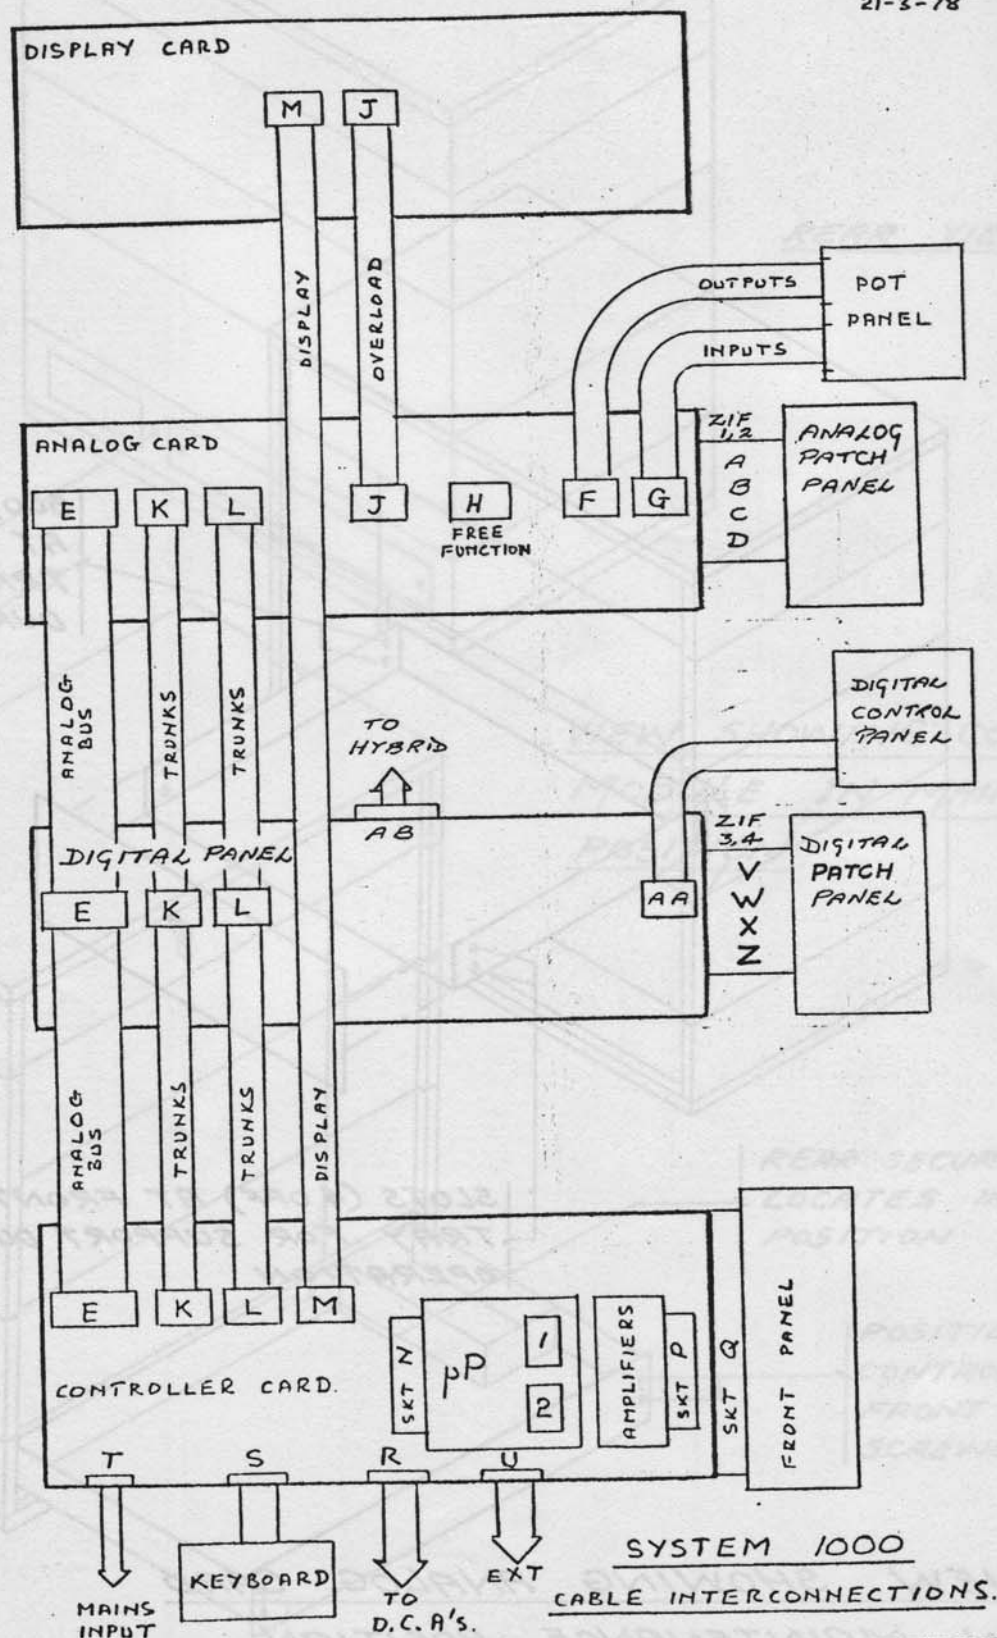 21-3-78
DISPLAY CARD
M
J
DISPLAY
OVERLOAD
OUTPUTS
INPUTS
POT
PANEL
ANALOG CARD
E
K
L
J
H
FREE
FUNCTION
F
G
ZIF
1,2
A
B
C
D
ANALOG
PATCH
PANEL
ANALOG
BUS
TRUNKS
TRUNKS
TO
HYBRID
AB
DIGITAL
CONTROL
PANEL
DIGITAL PANEL
E
K
L
AA
ZIF
3,4
V
W
X
Z
DIGITAL
PATCH
PANEL
ANALOG
BUS
TRUNKS
TRUNKS
DISPLAY
E
K
L
M
CONTROLLER CARD.
SKT N
µP
1
2
AMPLIFIERS
SKT P
SKT Q
FRONT PANEL
T
S
R
U
MAINS
INPUT
KEYBOARD
TO
D.C.A's.
EXT
SYSTEM 1000
CABLE INTERCONNECTIONS.